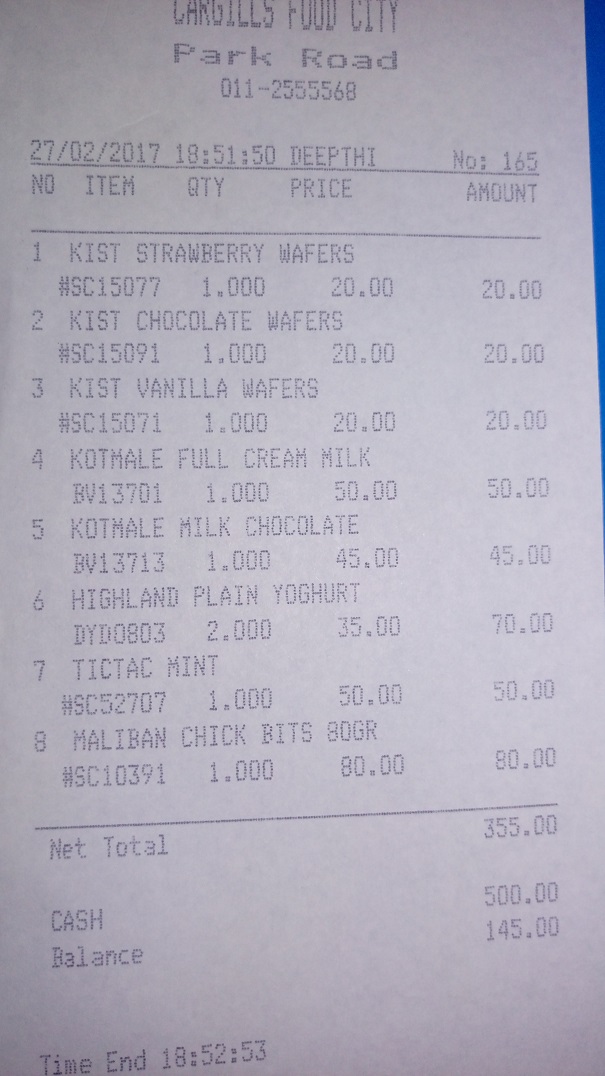 CARGILLS FOOD CITY
Park Road
011-2555568
27/02/2017 18:51:50 DEEPTHI No: 165
NO ITEM QTY PRICE AMOUNT
1 KIST STRAWBERRY WAFERS
#SC15077 1.000 20.00 20.00
2 KIST CHOCOLATE WAFERS
#SC15091 1.000 20.00 20.00
3 KIST VANILLA WAFERS
#SC15071 1.000 20.00 20.00
4 KOTMALE FULL CREAM MILK
BV13701 1.000 50.00 50.00
5 KOTMALE MILK CHOCOLATE
BV13713 1.000 45.00 45.00
6 HIGHLAND PLAIN YOGHURT
DYD0803 2.000 35.00 70.00
7 TICTAC MINT
#SC52707 1.000 50.00 50.00
8 MALIBAN CHICK BITS 80GR
#SC10391 1.000 80.00 80.00
Net Total 355.00
CASH 500.00
Balance 145.00
Time End 18:52:53